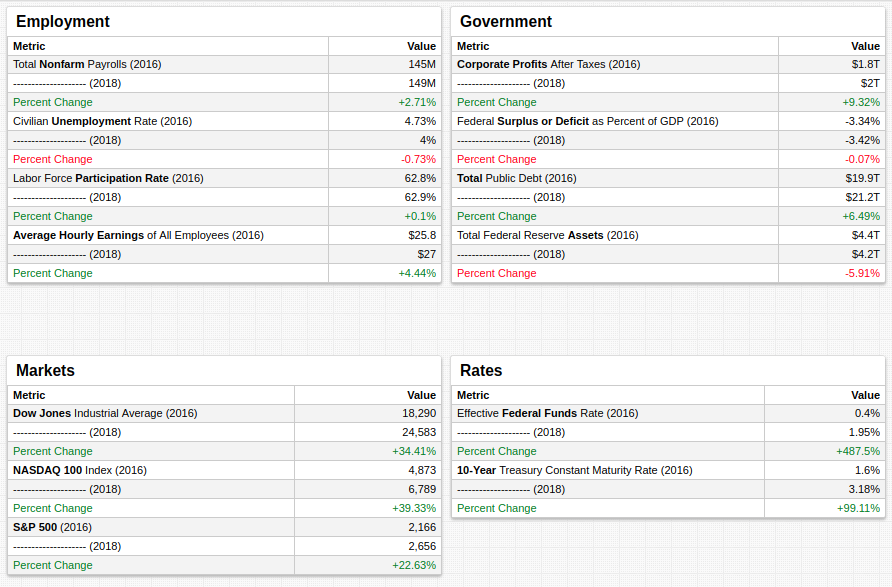 Employment
Metric Value
Total Nonfarm Payrolls (2016) 145M
-------------------- (2018) 149M
Percent Change +2.71%
Civilian Unemployment Rate (2016) 4.73%
-------------------- (2018) 4%
Percent Change -0.73%
Labor Force Participation Rate (2016) 62.8%
-------------------- (2018) 62.9%
Percent Change +0.1%
Average Hourly Earnings of All Employees (2016) $25.8
-------------------- (2018) $27
Percent Change +4.44%
Government
Metric Value
Corporate Profits After Taxes (2016) $1.8T
-------------------- (2018) $2T
Percent Change +9.32%
Federal Surplus or Deficit as Percent of GDP (2016) -3.34%
-------------------- (2018) -3.42%
Percent Change -0.07%
Total Public Debt (2016) $19.9T
-------------------- (2018) $21.2T
Percent Change +6.49%
Total Federal Reserve Assets (2016) $4.4T
-------------------- (2018) $4.2T
Percent Change -5.91%
Markets
Metric Value
Dow Jones Industrial Average (2016) 18,290
-------------------- (2018) 24,583
Percent Change +34.41%
NASDAQ 100 Index (2016) 4,873
-------------------- (2018) 6,789
Percent Change +39.33%
S&P 500 (2016) 2,166
-------------------- (2018) 2,656
Percent Change +22.63%
Rates
Metric Value
Effective Federal Funds Rate (2016) 0.4%
-------------------- (2018) 1.95%
Percent Change +487.5%
10-Year Treasury Constant Maturity Rate (2016) 1.6%
-------------------- (2018) 3.18%
Percent Change +99.11%